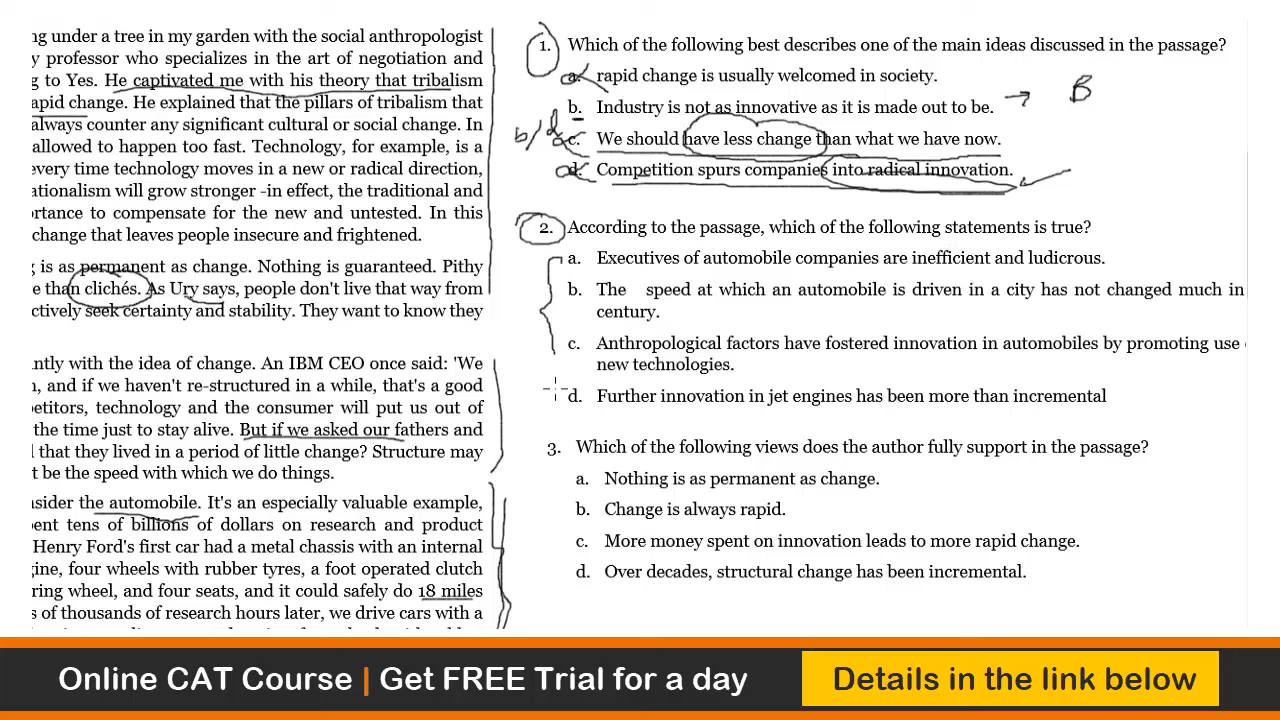 ng under a tree in my garden with the social anthropologist
y professor who specializes in the art of negotiation and
g to Yes. He captivated me with his theory that tribalism
apid change. He explained that the pillars of tribalism that
always counter any significant cultural or social change. In
allowed to happen too fast. Technology, for example, is a
every time technology moves in a new or radical direction,
ationalism will grow stronger -in effect, the traditional and
ortance to compensate for the new and untested. In this
change that leaves people insecure and frightened.
g is as permanent as change. Nothing is guaranteed. Pithy
e than clichés. As Ury says, people don't live that way from
ctively seek certainty and stability. They want to know they
antly with the idea of change. An IBM CEO once said: 'We
n, and if we haven't re-structured in a while, that's a good
petitors, technology and the consumer will put us out of
the time just to stay alive. But if we asked our fathers and
l that they lived in a period of little change? Structure may
t be the speed with which we do things.
nsider the automobile. It's an especially valuable example,
pent tens of billions of dollars on research and product
Henry Ford's first car had a metal chassis with an internal
gine, four wheels with rubber tyres, a foot operated clutch
ring wheel, and four seats, and it could safely do 18 miles
s of thousands of research hours later, we drive cars with a
1. Which of the following best describes one of the main ideas discussed in the passage?
a. rapid change is usually welcomed in society.
b. Industry is not as innovative as it is made out to be. → B
b/d c. We should have less change than what we have now.
d. Competition spurs companies into radical innovation.
2. According to the passage, which of the following statements is true?
a. Executives of automobile companies are inefficient and ludicrous.
b. The speed at which an automobile is driven in a city has not changed much in
century.
c. Anthropological factors have fostered innovation in automobiles by promoting use
new technologies.
d. Further innovation in jet engines has been more than incremental
3. Which of the following views does the author fully support in the passage?
a. Nothing is as permanent as change.
b. Change is always rapid.
c. More money spent on innovation leads to more rapid change.
d. Over decades, structural change has been incremental.
Online CAT Course | Get FREE Trial for a day
Details in the link below